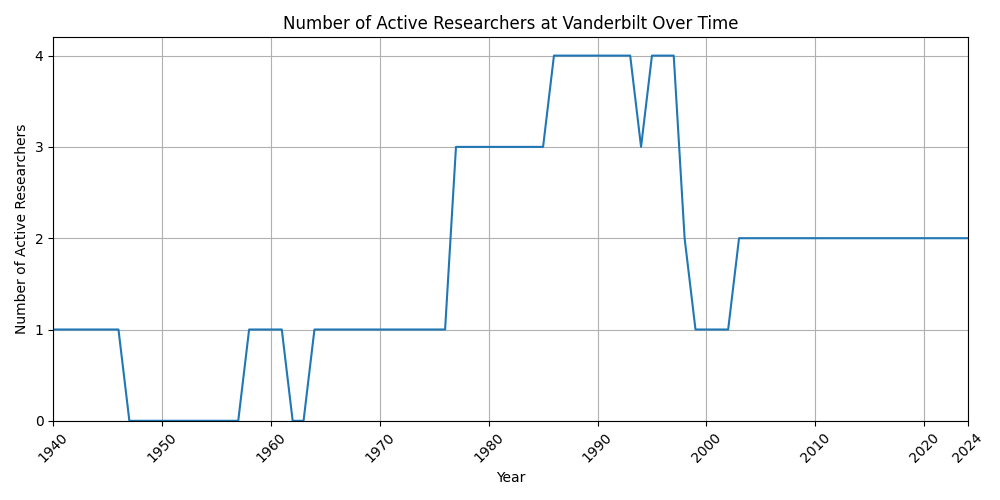 Number of Active Researchers at Vanderbilt Over Time
Number of Active Researchers
4
3
2
1
0
1940 1950 1960 1970 1980 1990 2000 2010 2020 2024
Year